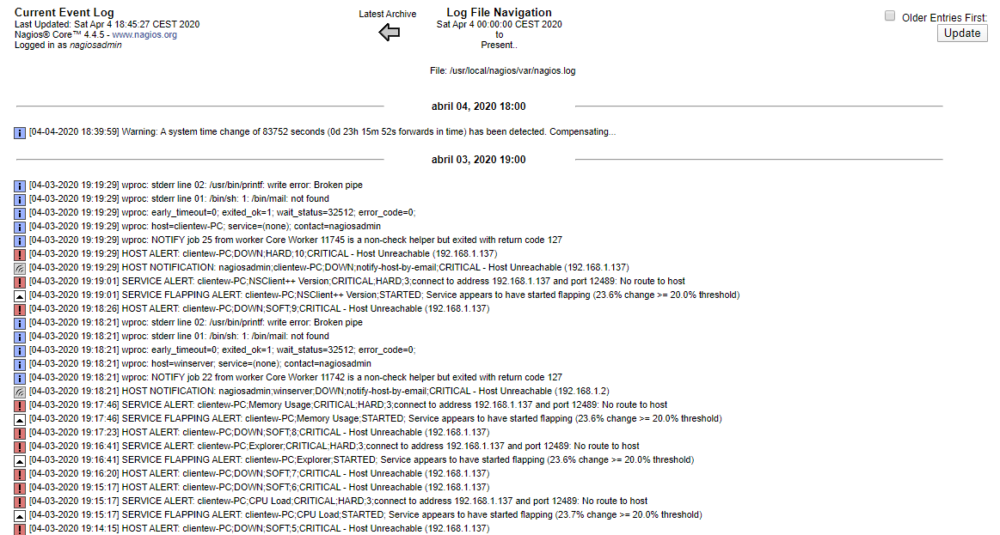 Current Event Log
Last Updated: Sat Apr 4 18:45:27 CEST 2020
Nagios® Core™ 4.4.5 - www.nagios.org
Logged in as nagiosadmin
Latest Archive
Log File Navigation
Sat Apr 4 00:00:00 CEST 2020
to
Present..
File: /usr/local/nagios/var/nagios.log
Older Entries First:
Update
abril 04, 2020 18:00
[04-04-2020 18:39:59] Warning: A system time change of 83752 seconds (0d 23h 15m 52s forwards in time) has been detected. Compensating...
abril 03, 2020 19:00
[04-03-2020 19:19:29] wproc: stderr line 02: /usr/bin/printf: write error: Broken pipe
[04-03-2020 19:19:29] wproc: stderr line 01: /bin/sh: 1: /bin/mail: not found
[04-03-2020 19:19:29] wproc: early_timeout=0; exited_ok=1; wait_status=32512; error_code=0;
[04-03-2020 19:19:29] wproc: host=clientew-PC; service=(none); contact=nagiosadmin
[04-03-2020 19:19:29] wproc: NOTIFY job 25 from worker Core Worker 11745 is a non-check helper but exited with return code 127
[04-03-2020 19:19:29] HOST ALERT: clientew-PC;DOWN;HARD;10;CRITICAL - Host Unreachable (192.168.1.137)
[04-03-2020 19:19:29] HOST NOTIFICATION: nagiosadmin;clientew-PC;DOWN;notify-host-by-email;CRITICAL - Host Unreachable (192.168.1.137)
[04-03-2020 19:19:01] SERVICE ALERT: clientew-PC;NSClient++ Version;CRITICAL;HARD;3;connect to address 192.168.1.137 and port 12489: No route to host
[04-03-2020 19:19:01] SERVICE FLAPPING ALERT: clientew-PC;NSClient++ Version;STARTED; Service appears to have started flapping (23.6% change >= 20.0% threshold)
[04-03-2020 19:18:26] HOST ALERT: clientew-PC;DOWN;SOFT;9;CRITICAL - Host Unreachable (192.168.1.137)
[04-03-2020 19:18:21] wproc: stderr line 02: /usr/bin/printf: write error: Broken pipe
[04-03-2020 19:18:21] wproc: stderr line 01: /bin/sh: 1: /bin/mail: not found
[04-03-2020 19:18:21] wproc: early_timeout=0; exited_ok=1; wait_status=32512; error_code=0;
[04-03-2020 19:18:21] wproc: host=winserver; service=(none); contact=nagiosadmin
[04-03-2020 19:18:21] wproc: NOTIFY job 22 from worker Core Worker 11742 is a non-check helper but exited with return code 127
[04-03-2020 19:18:21] HOST NOTIFICATION: nagiosadmin;winserver;DOWN;notify-host-by-email;CRITICAL - Host Unreachable (192.168.1.2)
[04-03-2020 19:17:46] SERVICE ALERT: clientew-PC;Memory Usage;CRITICAL;HARD;3;connect to address 192.168.1.137 and port 12489: No route to host
[04-03-2020 19:17:46] SERVICE FLAPPING ALERT: clientew-PC;Memory Usage;STARTED; Service appears to have started flapping (23.6% change >= 20.0% threshold)
[04-03-2020 19:17:23] HOST ALERT: clientew-PC;DOWN;SOFT;8;CRITICAL - Host Unreachable (192.168.1.137)
[04-03-2020 19:16:41] SERVICE ALERT: clientew-PC;Explorer;CRITICAL;HARD;3;connect to address 192.168.1.137 and port 12489: No route to host
[04-03-2020 19:16:41] SERVICE FLAPPING ALERT: clientew-PC;Explorer;STARTED; Service appears to have started flapping (23.6% change >= 20.0% threshold)
[04-03-2020 19:16:20] HOST ALERT: clientew-PC;DOWN;SOFT;7;CRITICAL - Host Unreachable (192.168.1.137)
[04-03-2020 19:15:17] HOST ALERT: clientew-PC;DOWN;SOFT;6;CRITICAL - Host Unreachable (192.168.1.137)
[04-03-2020 19:15:17] SERVICE ALERT: clientew-PC;CPU Load;CRITICAL;HARD;3;connect to address 192.168.1.137 and port 12489: No route to host
[04-03-2020 19:15:17] SERVICE FLAPPING ALERT: clientew-PC;CPU Load;STARTED; Service appears to have started flapping (23.7% change >= 20.0% threshold)
[04-03-2020 19:14:15] HOST ALERT: clientew-PC;DOWN;SOFT;5;CRITICAL - Host Unreachable (192.168.1.137)